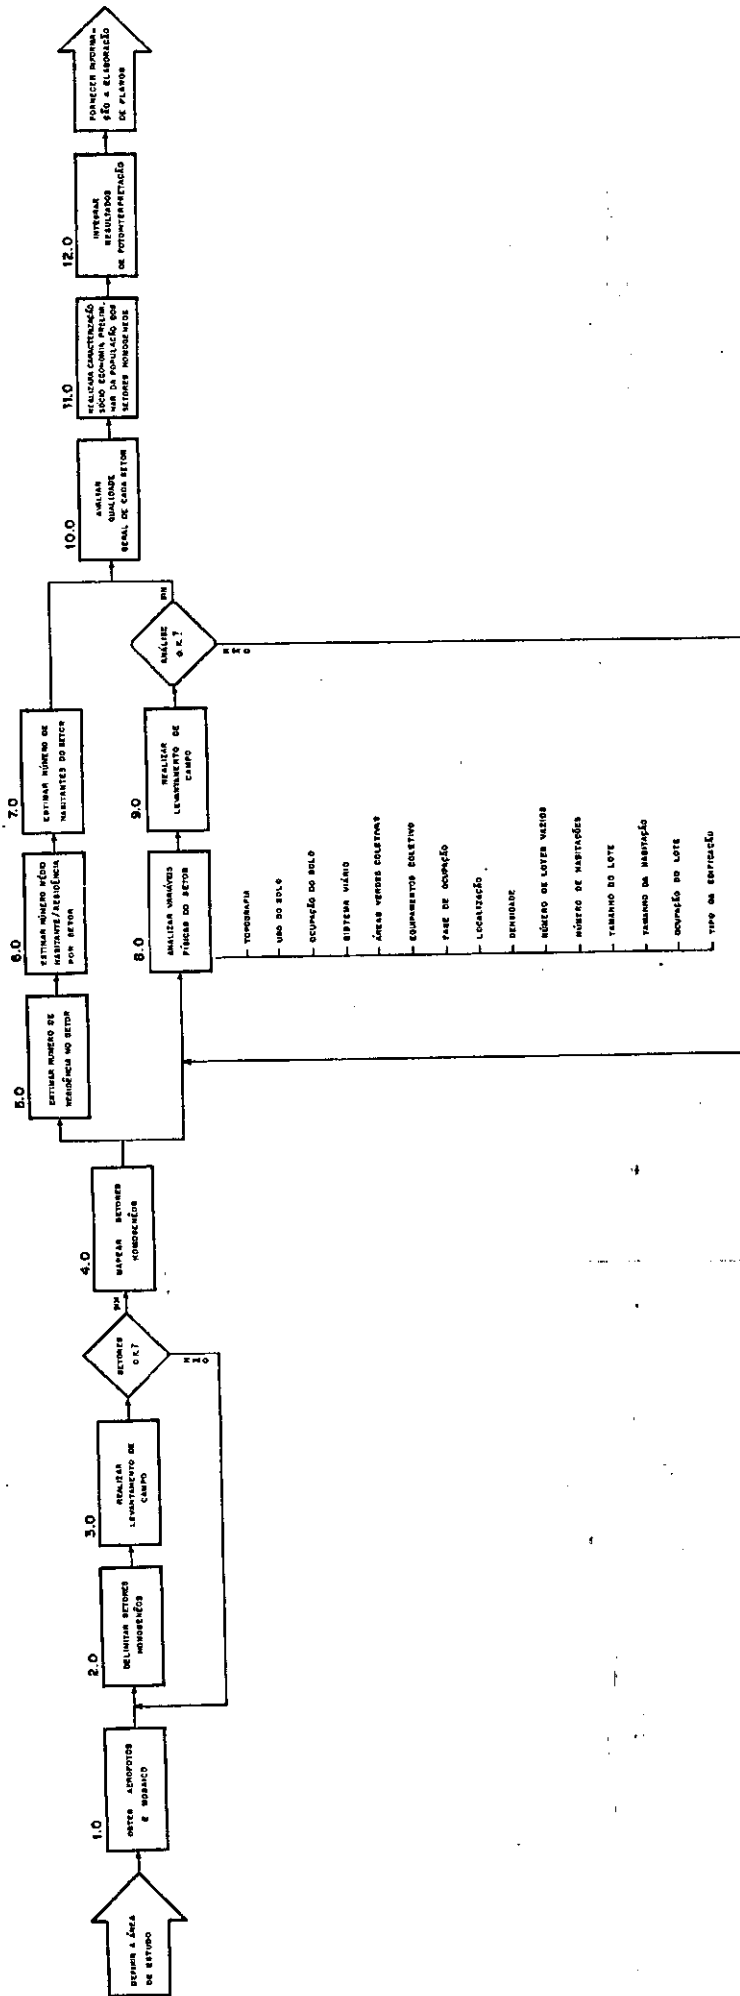 DEFINIR A ÁREA
DE ESTUDO
1.0
OBTER AEROFOTOS
E MOSAICO
2.0
DELIMITAR SETORES
HOMOGENÊOS
3.0
REALIZAR
LEVANTAMENTO DE
CAMPO
SETORES
O K ?
SIM
NÃO
4.0
MAPEAR SETORES
HOMOGENÊOS
5.0
ESTIMAR NUMERO DE
RESIDÊNCIA NO SETOR
6.0
ESTIMAR NÚMERO MÉDIO
HABITANTE/RESIDÊNCIA
POR SETOR
7.0
ESTIMAR NÚMERO DE
HABITANTES DO SETOR
8.0
ANALIZAR VARIÁVEIS
FÍSICAS DO SETOR
TOPOGRAFIA
USO DO SOLO
OCUPAÇÃO DO SOLO
SISTEMA VIÁRIO
ÁREAS VERDES COLETIVAS
EQUIPAMENTOS COLETIVO
FASE DE OCUPAÇÃO
LOCALIZAÇÃO
DENSIDADE
NÚMERO DE LOTES VAZIOS
NÚMERO DE HABITAÇÕES
TAMANHO DO LOTE
TAMANHO DA HABITAÇÃO
OCUPAÇÃO DO LOTE
TIPO DA EDIFICAÇÃO
9.0
REALIZAR
LEVANTAMENTO DE
CAMPO
ANÁLISE
O. K. ?
SIM
NÃO
10.0
AVALIAR
QUALIDADE
GERAL DE CADA SETOR
11.0
REALIZARA CARACTERIZAÇÃO
SÓCIO ECONOMIA PRELIMI-
NAR DA POPULAÇÃO DOS
SETORES HOMOGENEOS
12.0
INTEGRAR
RESULTADOS
DE FOTOINTERPRETAÇÃO
FORNECER INFORMA-
ÇÃO A ELABORAÇÃO
DE PLANOS